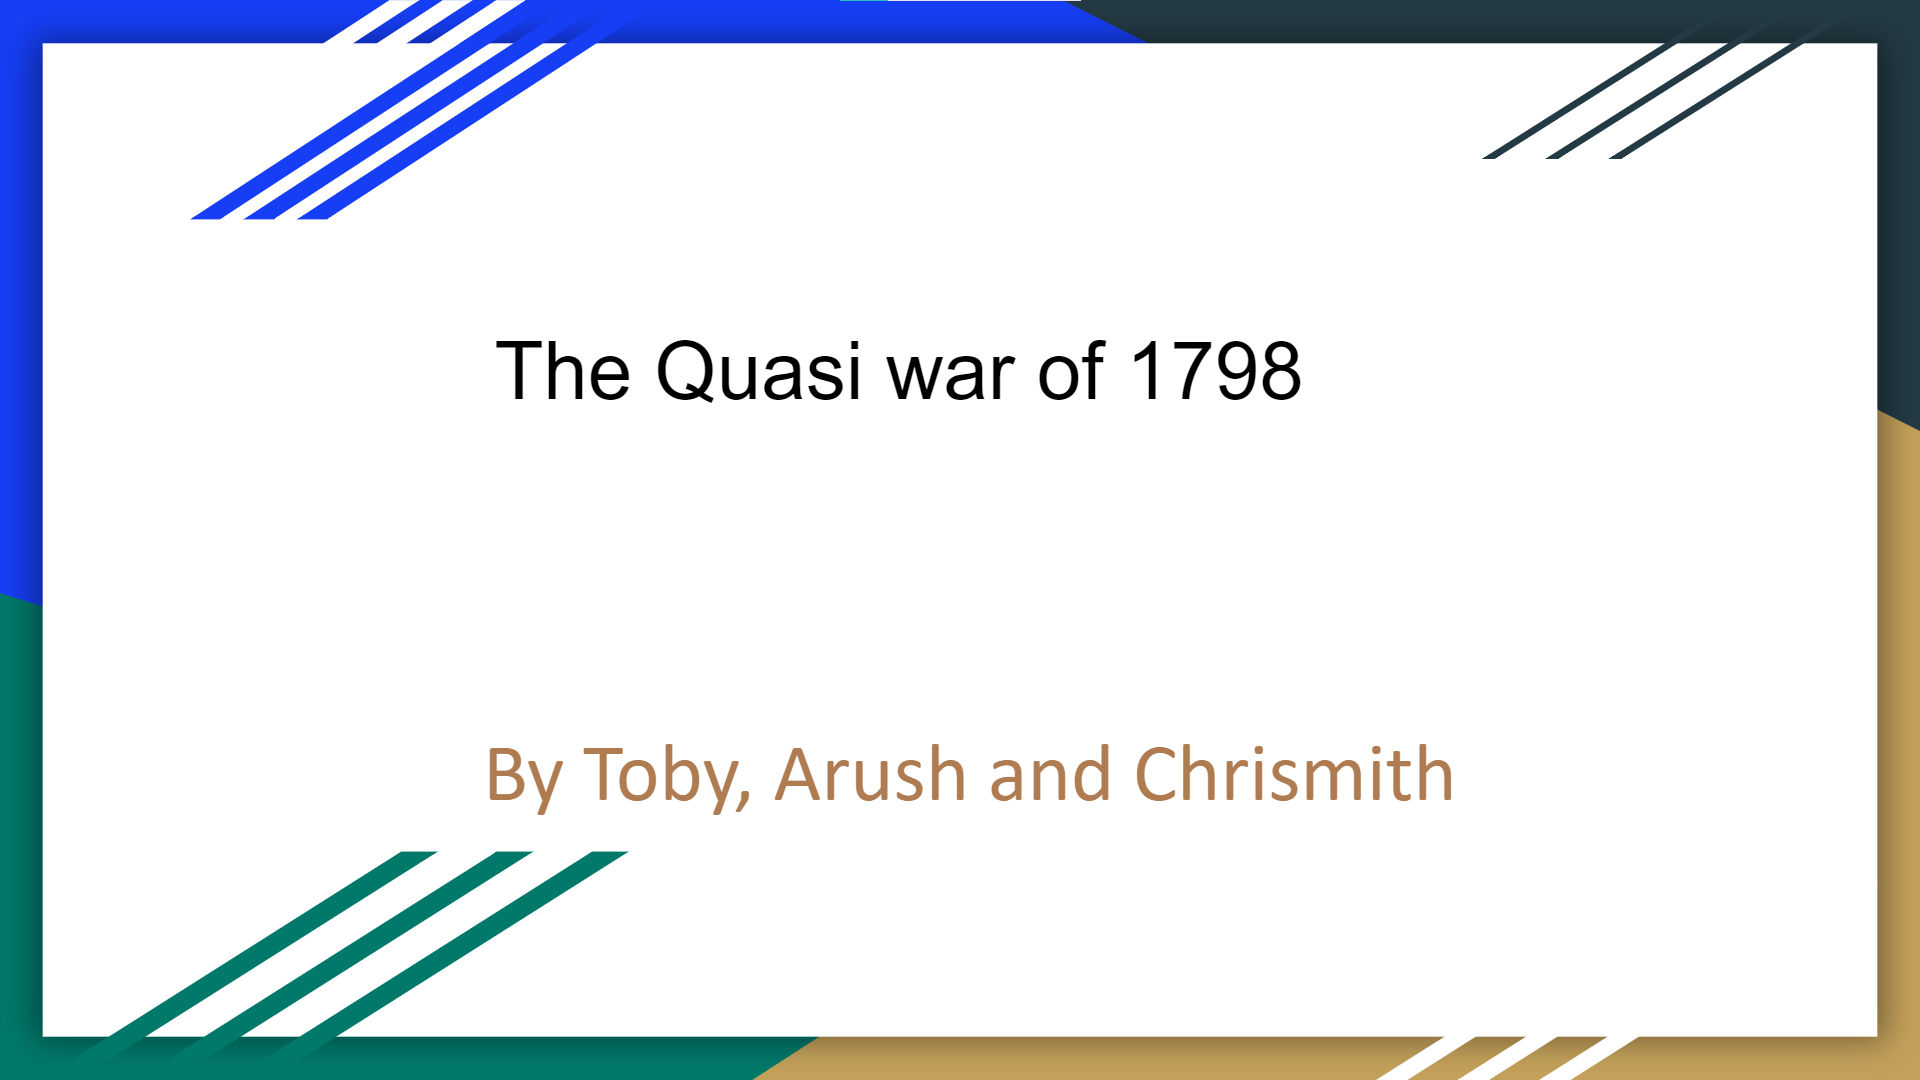 The Quasi war of 1798
By Toby, Arush and Chrismith